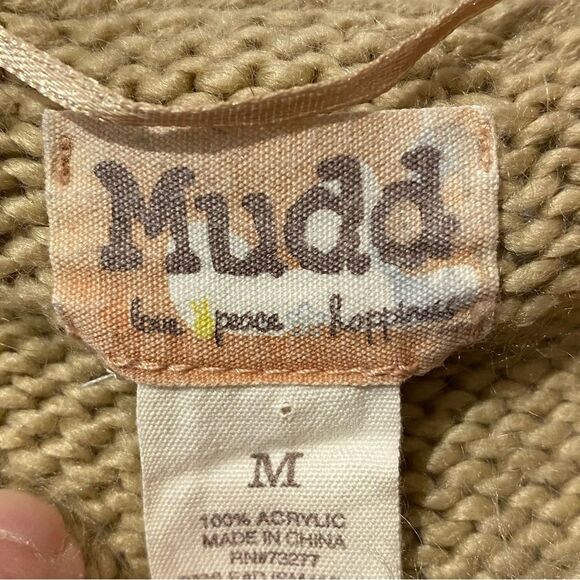 Mudd
love peace happiness
M
100% ACRYLIC
MADE IN CHINA
RN#73277